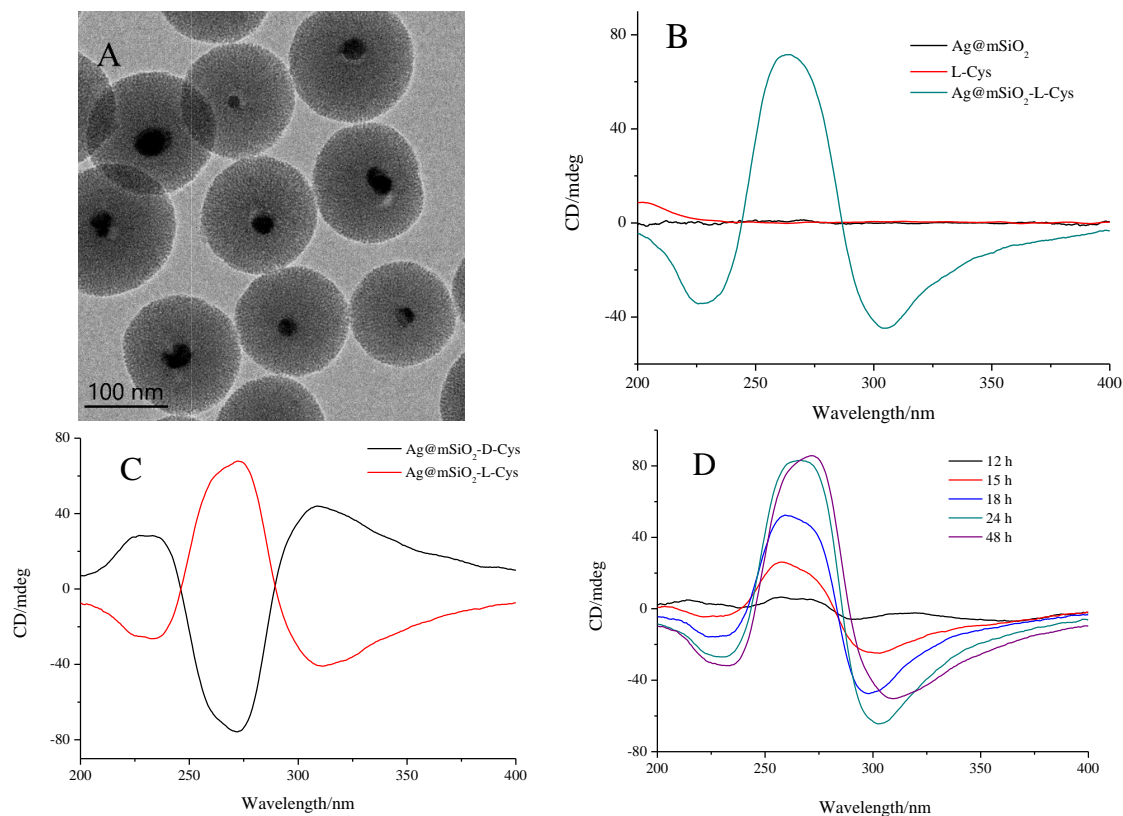 A
100 nm
B
Ag@mSiO₂
L-Cys
Ag@mSiO₂-L-Cys
80
40
0
-40
CD/mdeg
200
250
300
350
400
Wavelength/nm
C
Ag@mSiO₂-D-Cys
Ag@mSiO₂-L-Cys
80
40
0
-40
-80
CD/mdeg
200
250
300
350
400
Wavelength/nm
D
12 h
15 h
18 h
24 h
48 h
80
40
0
-40
-80
CD/mdeg
200
250
300
350
400
Wavelength/nm